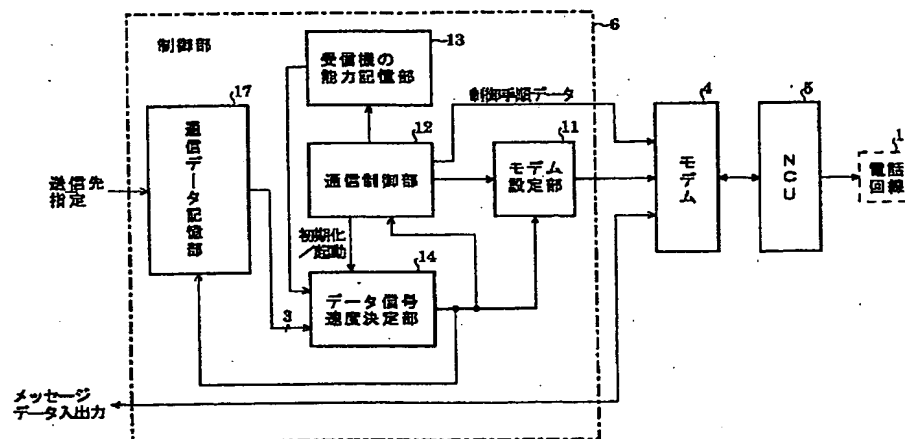 制御部
6
受信機の
能力記憶部
13
17
通信データ記憶部
送信先
指定
制御手順データ
12
通信制御部
11
モデム
設定部
4
モデム
5
NCU
1
電話
回線
初期化
/起動
14
データ信号
速度決定部
3
メッセージ
データ入出力